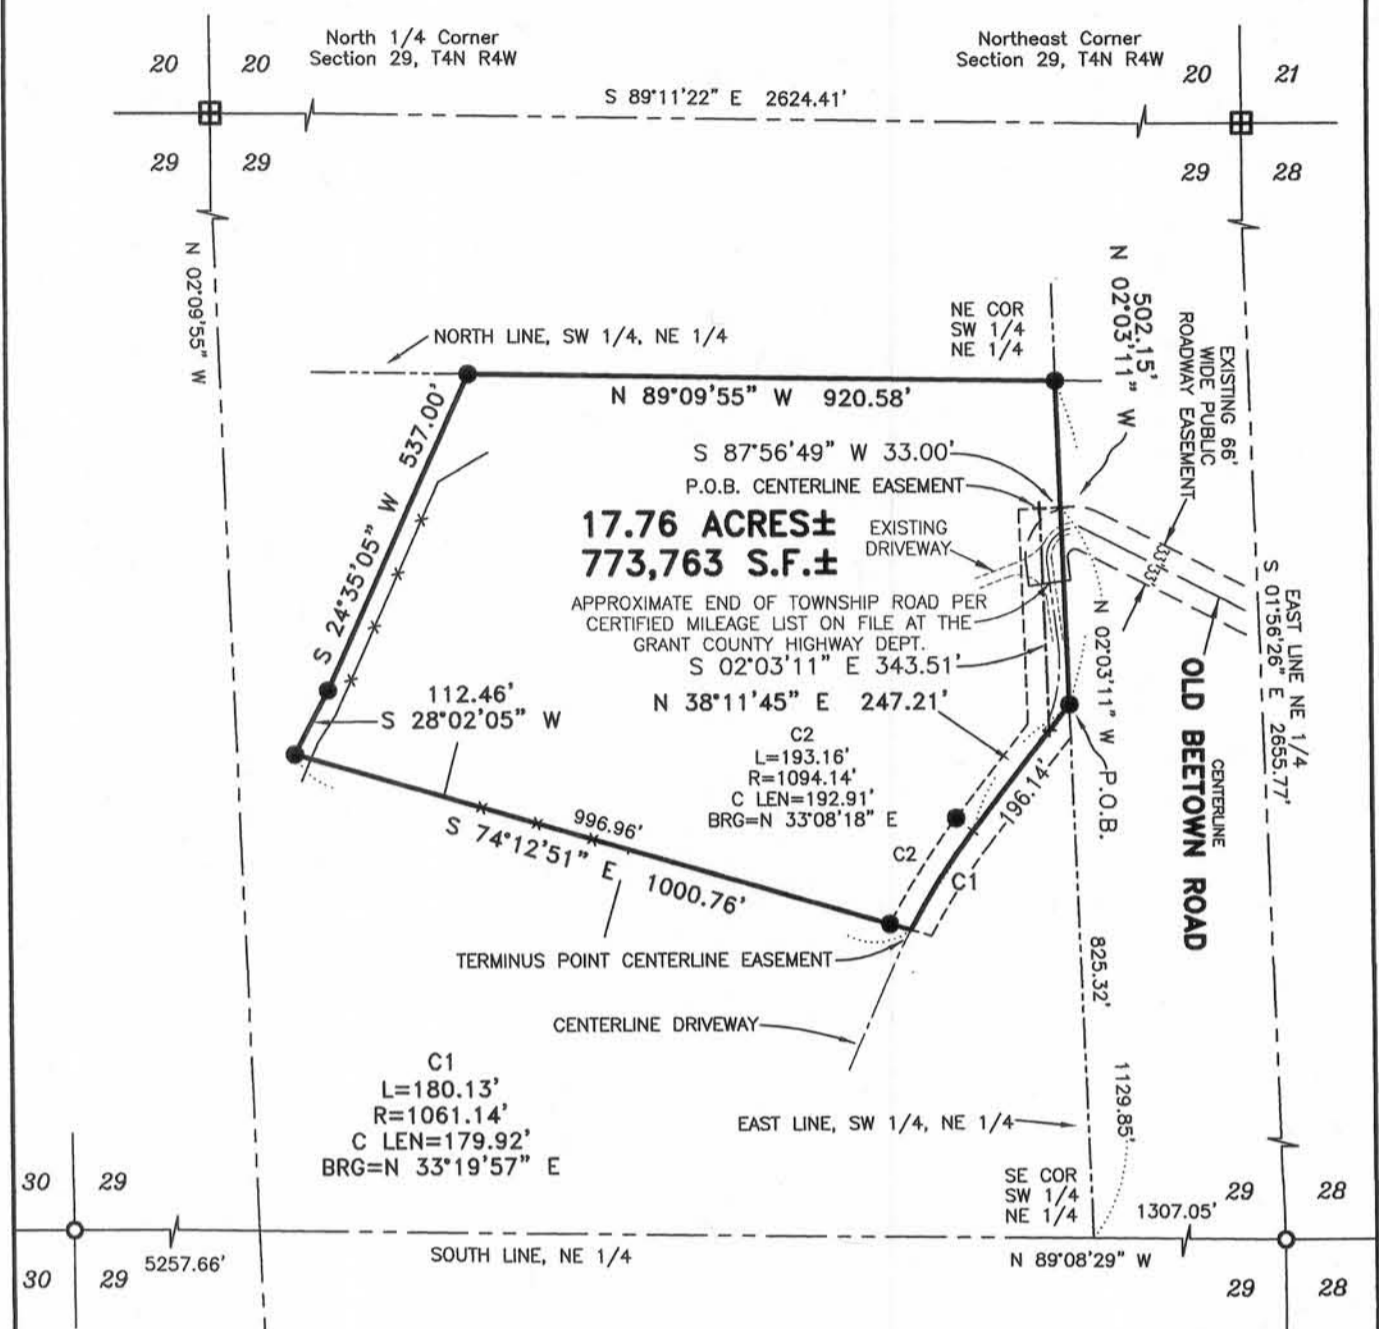 North 1/4 Corner
Section 29, T4N R4W
Northeast Corner
Section 29, T4N R4W
20
20
20
21
S 89°11'22" E 2624.41'
29
29
29
28
N 02°09'55" W
NORTH LINE, SW 1/4, NE 1/4
NE COR
SW 1/4
NE 1/4
502.15'
N 02°03'11" W
EXISTING 66'
WIDE PUBLIC
ROADWAY EASEMENT
N 89°09'55" W 920.58'
S 87°56'49" W 33.00'
P.O.B. CENTERLINE EASEMENT
17.76 ACRES±
773,763 S.F.±
EXISTING
DRIVEWAY
33'
33'
S 24°35'05" W 537.00'
APPROXIMATE END OF TOWNSHIP ROAD PER
CERTIFIED MILEAGE LIST ON FILE AT THE
GRANT COUNTY HIGHWAY DEPT.
S 02°03'11" E 343.51'
N 38°11'45" E 247.21'
N 02°03'11" W
P.O.B.
EAST LINE NE 1/4
S 01°56'26" E 2655.77'
CENTERLINE
OLD BEETOWN ROAD
112.46'
S 28°02'05" W
C2
L=193.16'
R=1094.14'
C LEN=192.91'
BRG=N 33°08'18" E
196.14'
996.96'
S 74°12'51" E 1000.76'
C2
C1
TERMINUS POINT CENTERLINE EASEMENT
825.32'
CENTERLINE DRIVEWAY
C1
L=180.13'
R=1061.14'
C LEN=179.92'
BRG=N 33°19'57" E
1129.85'
EAST LINE, SW 1/4, NE 1/4
SE COR
SW 1/4
NE 1/4
30
29
1307.05'
29
28
5257.66'
SOUTH LINE, NE 1/4
N 89°08'29" W
30
29
29
28